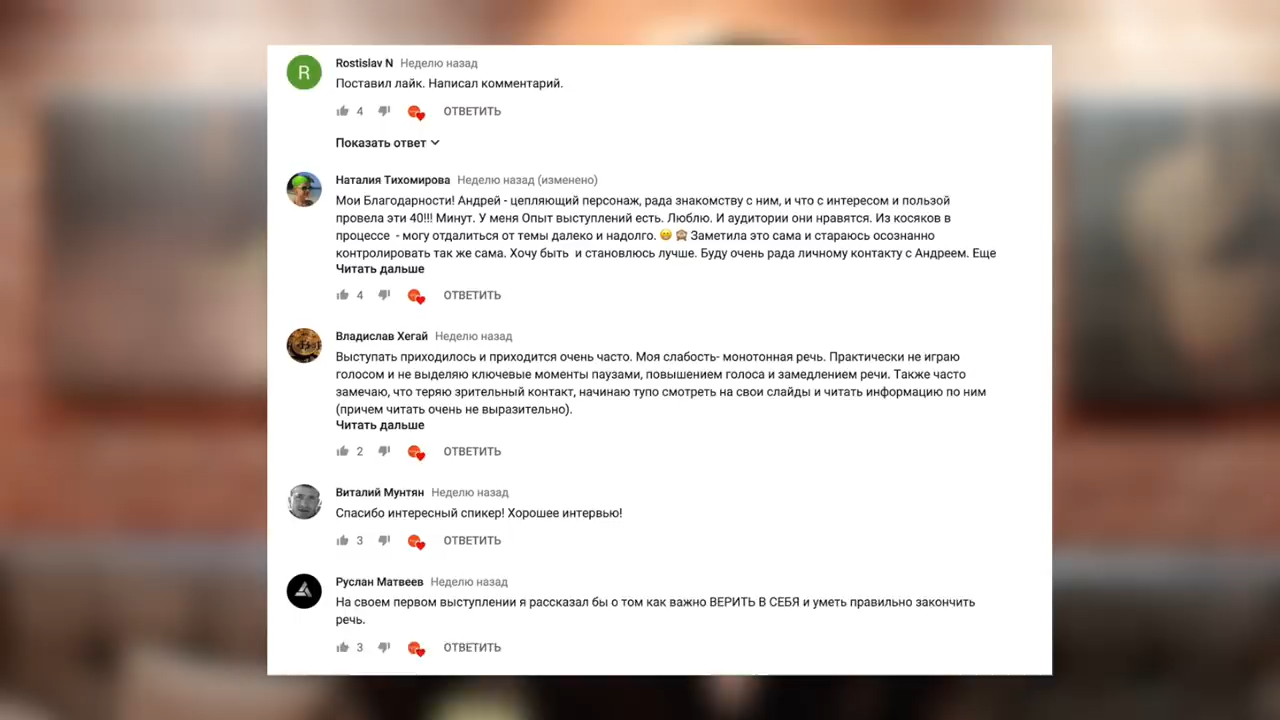 R
Rostislav N Неделю назад
Поставил лайк. Написал комментарий.
4 ОТВЕТИТЬ
Показать ответ
Наталия Тихомирова Неделю назад (изменено)
Мои Благодарности! Андрей - цепляющий персонаж, рада знакомству с ним, и что с интересом и пользой
провела эти 40!!! Минут. У меня Опыт выступлений есть. Люблю. И аудитории они нравятся. Из косяков в
процессе - могу отдалиться от темы далеко и надолго. 😁 🙈 Заметила это сама и стараюсь осознанно
контролировать так же сама. Хочу быть и становлюсь лучше. Буду очень рада личному контакту с Андреем. Еще
Читать дальше
4 ОТВЕТИТЬ
Владислав Хегай Неделю назад
Выступать приходилось и приходится очень часто. Моя слабость- монотонная речь. Практически не играю
голосом и не выделяю ключевые моменты паузами, повышением голоса и замедлением речи. Также часто
замечаю, что теряю зрительный контакт, начинаю тупо смотреть на свои слайды и читать информацию по ним
(причем читать очень не выразительно).
Читать дальше
2 ОТВЕТИТЬ
Виталий Мунтян Неделю назад
Спасибо интересный спикер! Хорошее интервью!
3 ОТВЕТИТЬ
Руслан Матвеев Неделю назад
На своем первом выступлении я рассказал бы о том как важно ВЕРИТЬ В СЕБЯ и уметь правильно закончить
речь.
3 ОТВЕТИТЬ